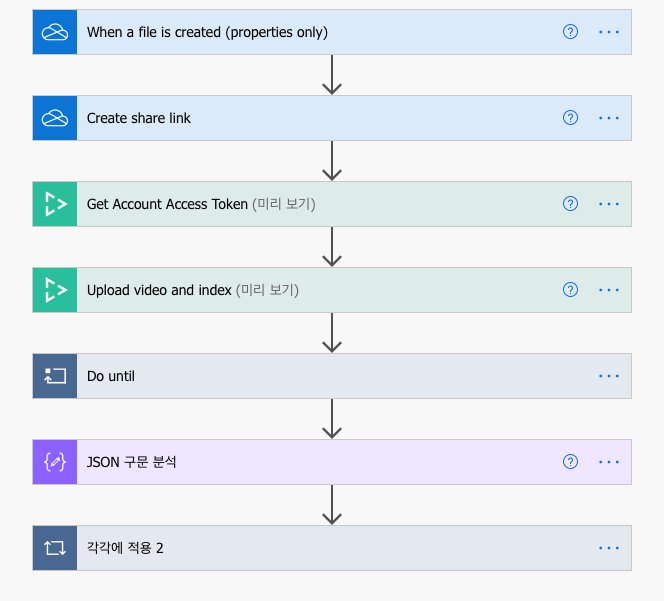 When a file is created (properties only)
Create share link
Get Account Access Token (미리 보기)
Upload video and index (미리 보기)
Do until
JSON 구문 분석
각각에 적용 2